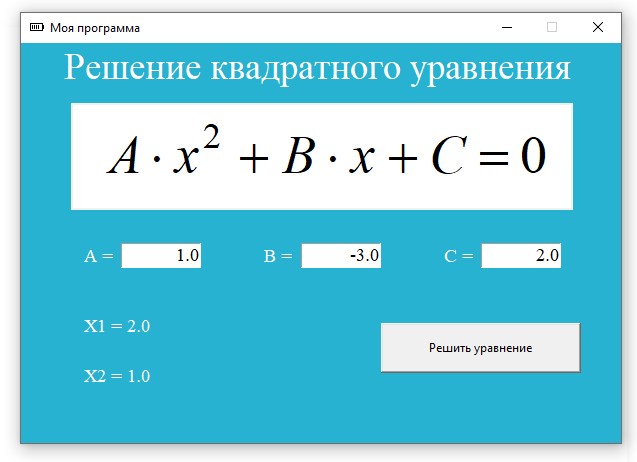 Моя программа
Решение квадратного уравнения
A · x² + B · x + C = 0
A = 1.0 B = -3.0 C = 2.0
X1 = 2.0
Решить уравнение
X2 = 1.0